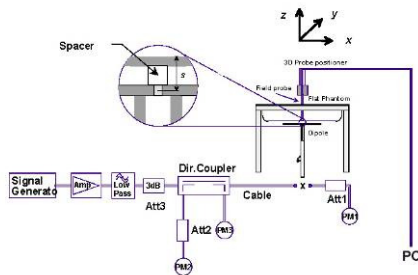 z
y
x
Spacer
s
3D Probe positioner
Field probe
Flat Phantom
Dipole
Signal
Generato
Amp
Low
Pass
3dB
Att3
Dir.Coupler
Cable
x
Att1
PM1
Att2
PM3
PM2
PC